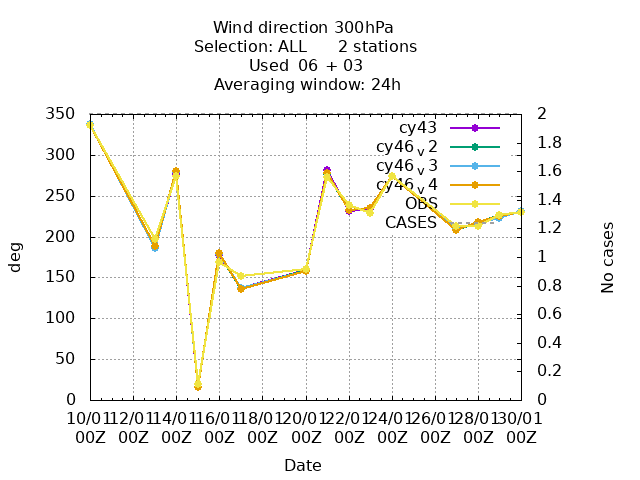 Wind direction 300hPa
Selection: ALL 2 stations
Used 06 + 03
Averaging window: 24h
350
300
250
200
150
100
50
0
deg
2
1.8
1.6
1.4
1.2
1
0.8
0.6
0.4
0.2
0
No cases
cy43
cy46v2
cy46v3
cy46v4
OBS
CASES
10/01 12/01 14/01 16/01 18/01 20/01 22/01 24/01 26/01 28/01 30/01
00Z 00Z 00Z 00Z 00Z 00Z 00Z 00Z 00Z 00Z 00Z
Date